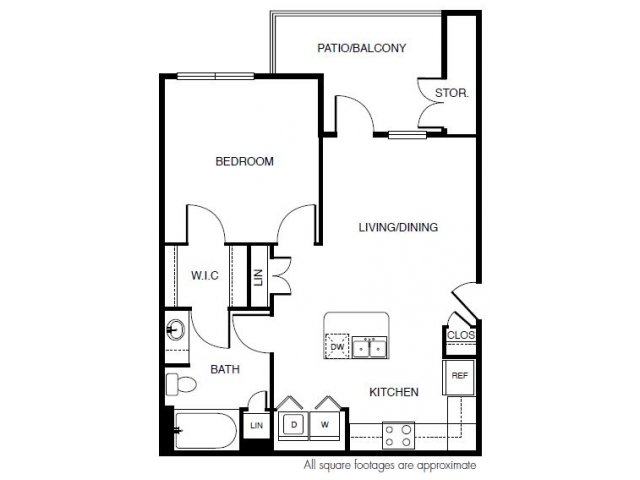 PATIO/BALCONY
STOR.
BEDROOM
LIVING/DINING
W.I.C
LIN
CLOS
DW
BATH
REF
KITCHEN
LIN
D
W
All square footages are approximate